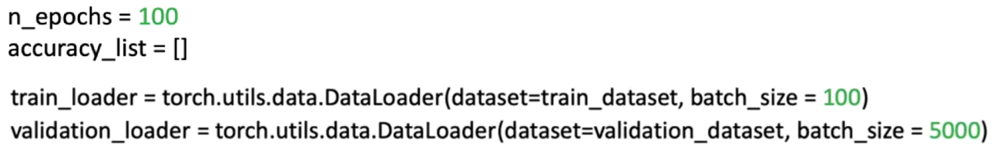 n_epochs = 100
accuracy_list = []
train_loader = torch.utils.data.DataLoader(dataset=train_dataset, batch_size = 100)
validation_loader = torch.utils.data.DataLoader(dataset=validation_dataset, batch_size = 5000)